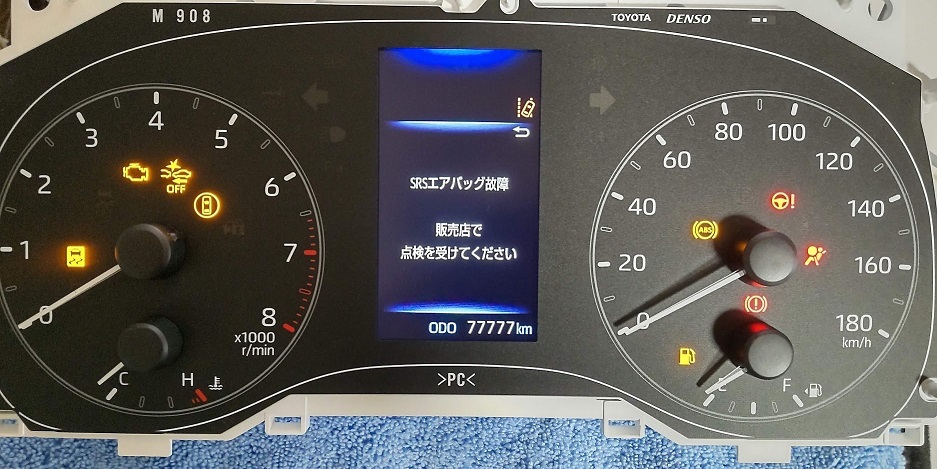 M 908
TOYOTA DENSO
4
3
5
2
6
1
7
0
8
x1000
r/min
OFF
C
H
SRSエアバッグ故障
販売店で
点検を受けてください
ODO 77777km
>PC<
80
100
60
120
40
140
20
160
0
180
km/h
ABS
E
F